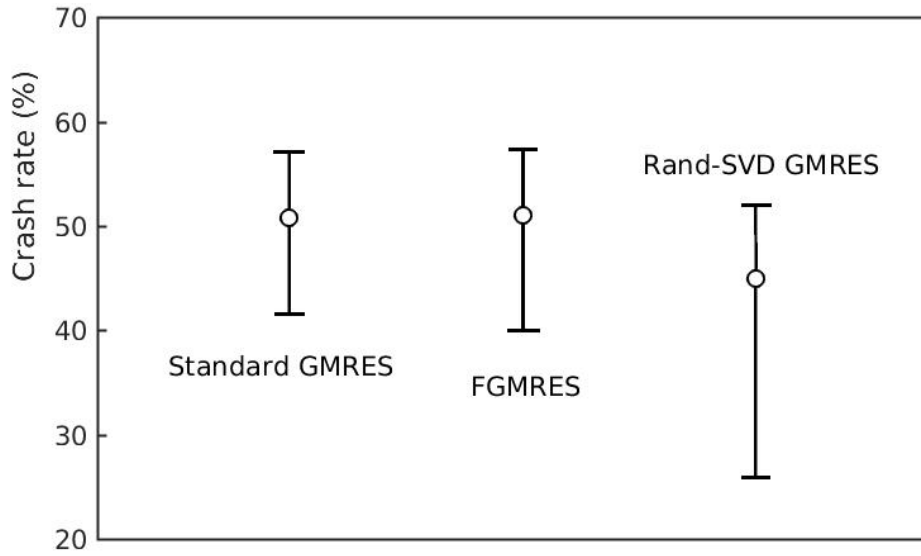 70
60
50
40
30
20
Crash rate (%)
Standard GMRES
FGMRES
Rand-SVD GMRES